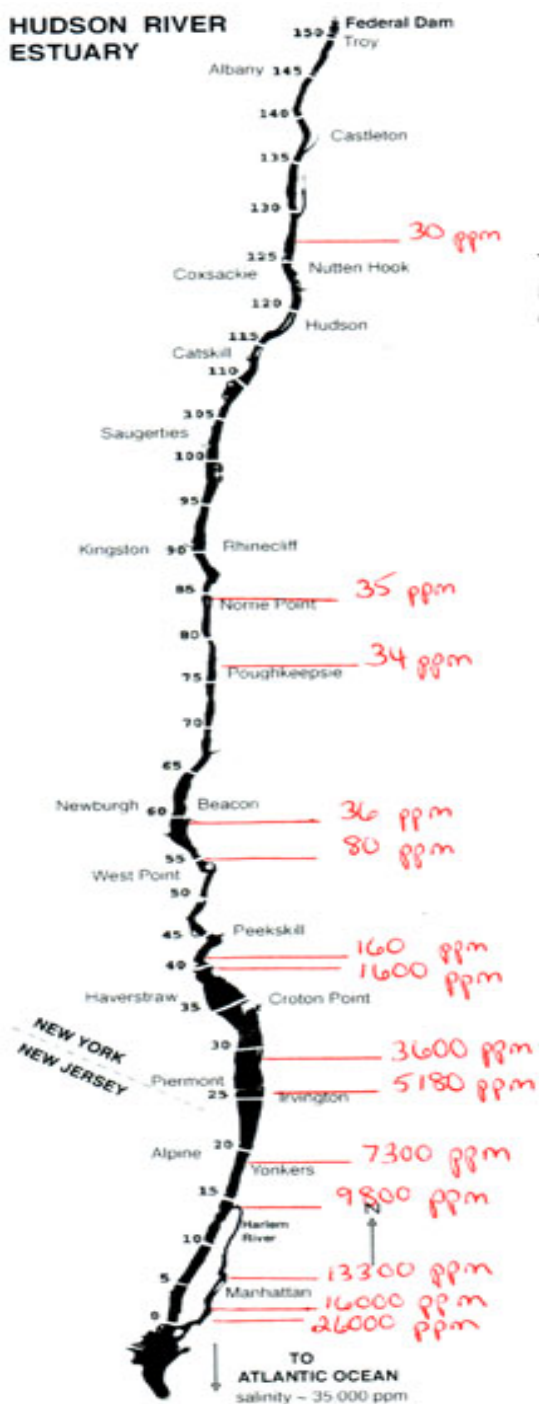 HUDSON RIVER
ESTUARY
150 Federal Dam
Troy
Albany 145
140
Castleton
135
130
30 ppm
125
Coxsackie Nutten Hook
120
Hudson
115
Catskill
110
105
Saugerties
100
95
Kingston 90 Rhinecliff
85 35 ppm
Norrie Point
80
34 ppm
75 Poughkeepsie
70
65
Newburgh 60 Beacon
36 ppm
80 ppm
55
West Point
50
45 Peekskill
160 ppm
40 1600 ppm
Haverstraw 35 Croton Point
NEW YORK
NEW JERSEY
30
3600 ppm
Piermont 5180 ppm
25 Irvington
Alpine 20
7300 ppm
Yonkers
15 9800 ppm
Harlem
River
N
10
13300 ppm
5 Manhattan
16000 ppm
0 26000 ppm
TO
ATLANTIC OCEAN
salinity ~ 35 000 ppm